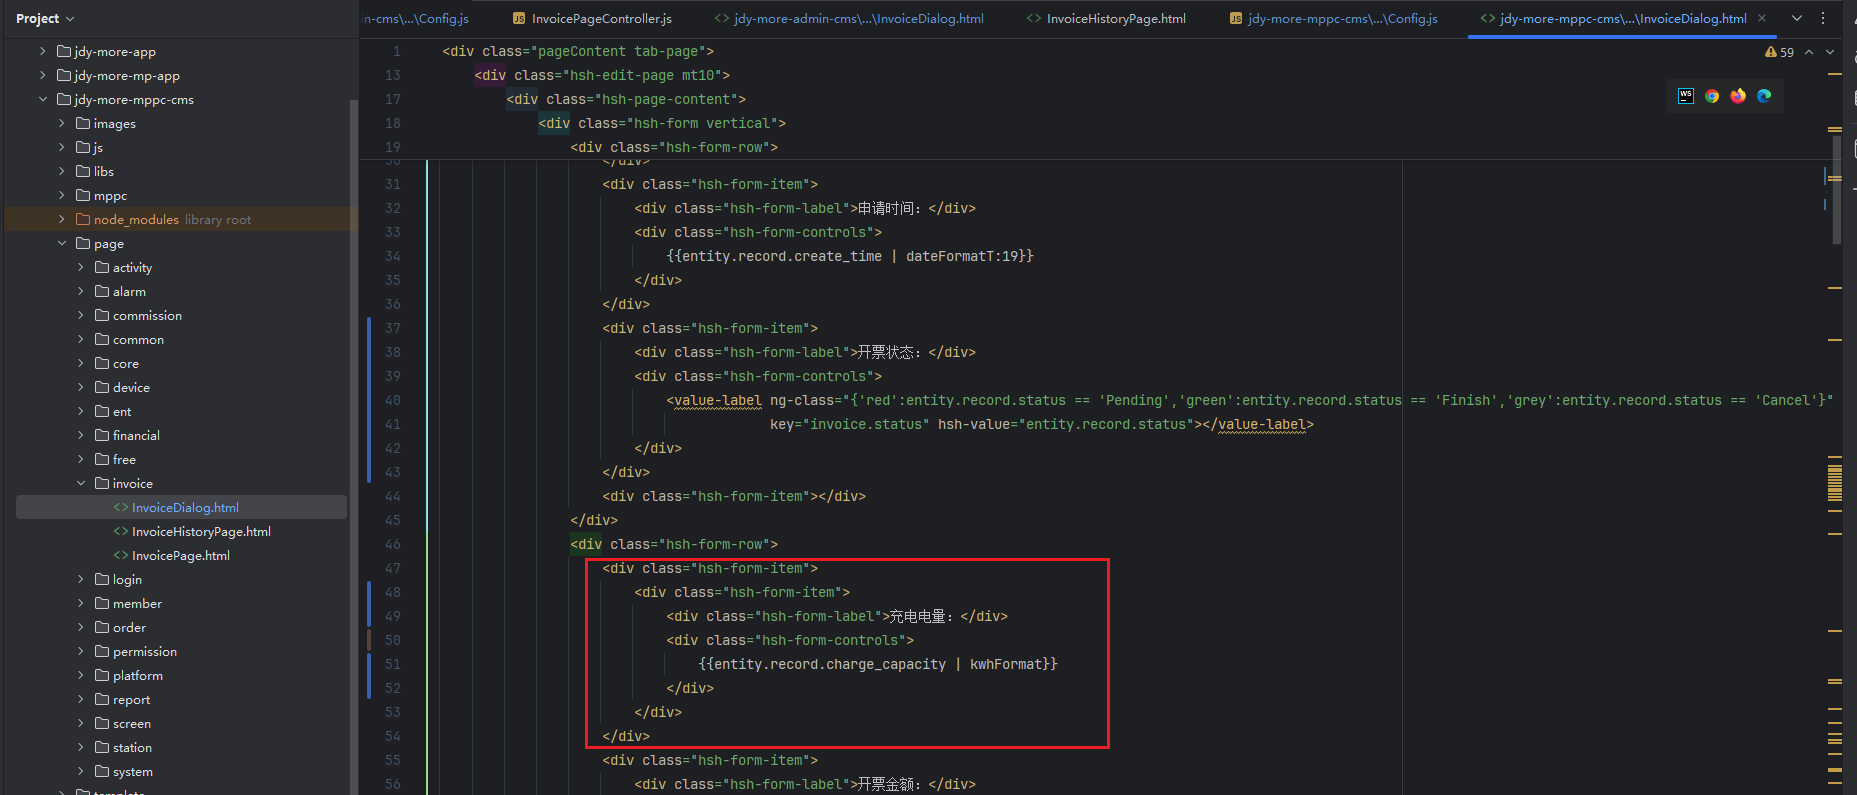 Project
in-cms\...\Config.js
JS InvoicePageController.js
<> jdy-more-admin-cms\...\InvoiceDialog.html
<> InvoiceHistoryPage.html
JS jdy-more-mppc-cms\...\Config.js
<> jdy-more-mppc-cms\...\InvoiceDialog.html
jdy-more-app
jdy-more-mp-app
jdy-more-mppc-cms
images
js
libs
mppc
node_modules library root
page
activity
alarm
commission
common
core
device
ent
financial
free
invoice
<> InvoiceDialog.html
<> InvoiceHistoryPage.html
<> InvoicePage.html
login
member
order
permission
platform
report
screen
station
system
template
59
WS
1 <div class="pageContent tab-page">
13 <div class="hsh-edit-page mt10">
17 <div class="hsh-page-content">
18 <div class="hsh-form vertical">
19 <div class="hsh-form-row">
30 </div>
31 <div class="hsh-form-item">
32 <div class="hsh-form-label">申请时间：</div>
33 <div class="hsh-form-controls">
34 {{entity.record.create_time | dateFormatT:19}}
35 </div>
36 </div>
37 <div class="hsh-form-item">
38 <div class="hsh-form-label">开票状态：</div>
39 <div class="hsh-form-controls">
40 <value-label ng-class="{'red':entity.record.status == 'Pending','green':entity.record.status == 'Finish','grey':entity.record.status == 'Cancel'}"
41 key="invoice.status" hsh-value="entity.record.status"></value-label>
42 </div>
43 </div>
44 <div class="hsh-form-item"></div>
45 </div>
46 <div class="hsh-form-row">
47 <div class="hsh-form-item">
48 <div class="hsh-form-item">
49 <div class="hsh-form-label">充电电量：</div>
50 <div class="hsh-form-controls">
51 {{entity.record.charge_capacity | kwhFormat}}
52 </div>
53 </div>
54 </div>
55 <div class="hsh-form-item">
56 <div class="hsh-form-label">开票金额：</div>